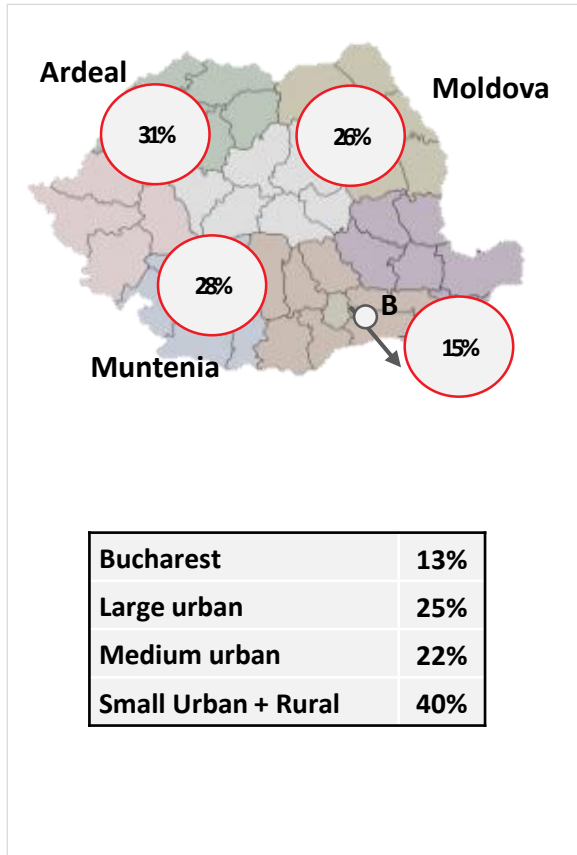 Ardeal
Moldova
31%
26%
28%
B
15%
Muntenia
Bucharest 13%
Large urban 25%
Medium urban 22%
Small Urban + Rural 40%